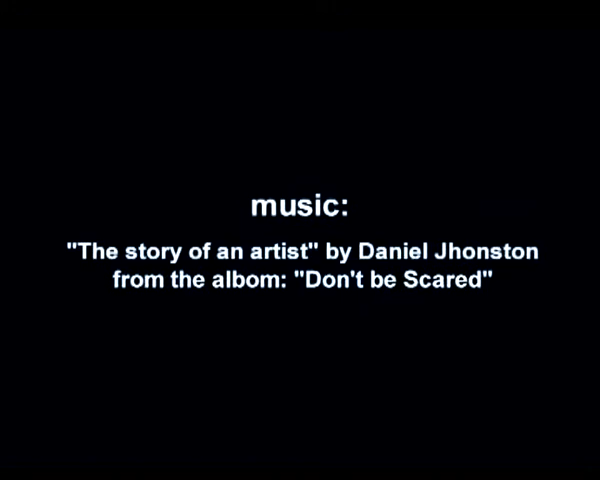 music:
"The story of an artist" by Daniel Jhonston
from the albom: "Don't be Scared"